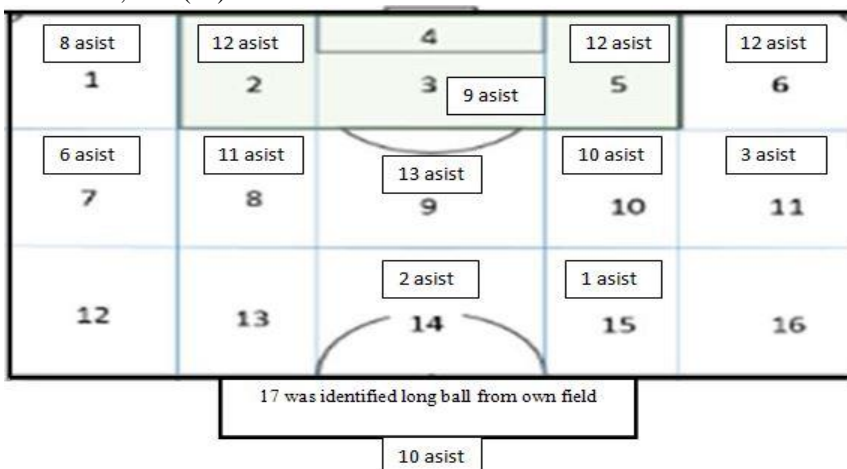 8 asist
12 asist
4
12 asist
12 asist
1
2
3
9 asist
5
6
6 asist
11 asist
13 asist
10 asist
3 asist
7
8
9
10
11
2 asist
1 asist
12
13
14
15
16
17 was identified long ball from own field
10 asist